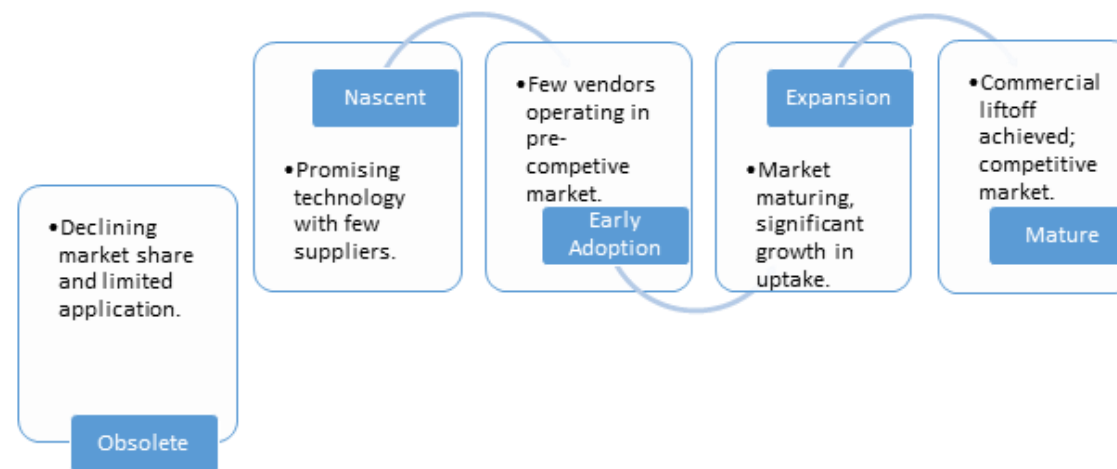 •Declining
market share
and limited
application.
Obsolete
Nascent
•Promising
technology
with few
suppliers.
•Few vendors
operating in
pre-
competive
market.
Early
Adoption
Expansion
•Market
maturing,
significant
growth in
uptake.
•Commercial
liftoff
achieved;
competitive
market.
Mature